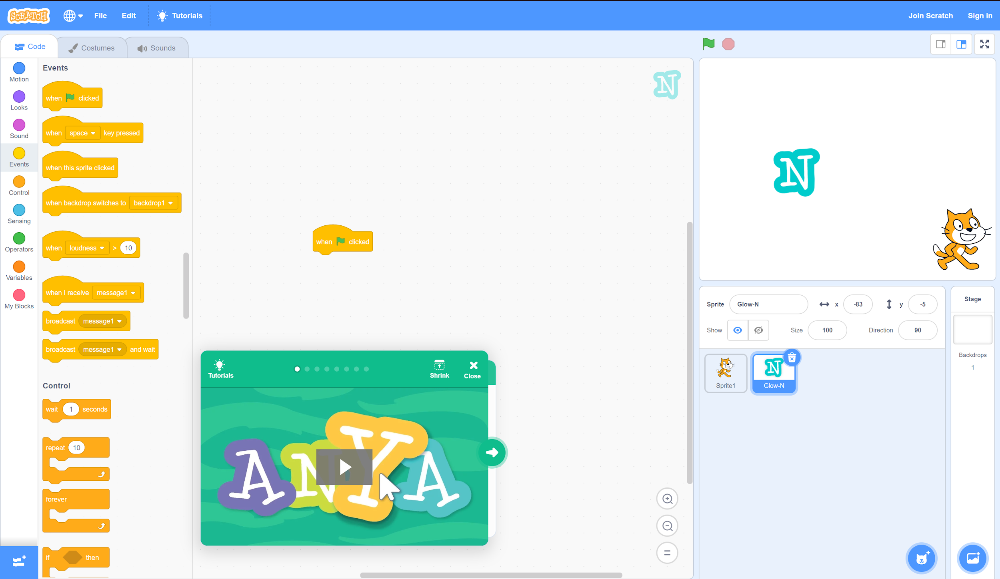 SCRATCH File Edit Tutorials Join Scratch Sign in
Code Costumes Sounds
Motion
Looks
Sound
Events
Control
Sensing
Operators
Variables
My Blocks
Events
when clicked
when space key pressed
when this sprite clicked
when backdrop switches to backdrop1
when loudness > 10
when I receive message1
broadcast message1
broadcast message1 and wait
Control
wait 1 seconds
repeat 10
forever
if then
N
when clicked
Tutorials Shrink Close
ANYA
N
Sprite Glow-N x -83 y -5
Show Size 100 Direction 90
N
Sprite1 Glow-N
Stage
Backdrops
1